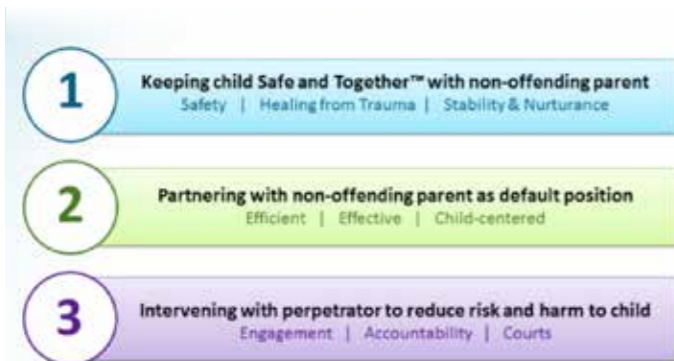 1
Keeping child Safe and Together™ with non-offending parent
Safety | Healing from Trauma | Stability & Nurturance
2
Partnering with non-offending parent as default position
Efficient | Effective | Child-centered
3
Intervening with perpetrator to reduce risk and harm to child
Engagement | Accountability | Courts